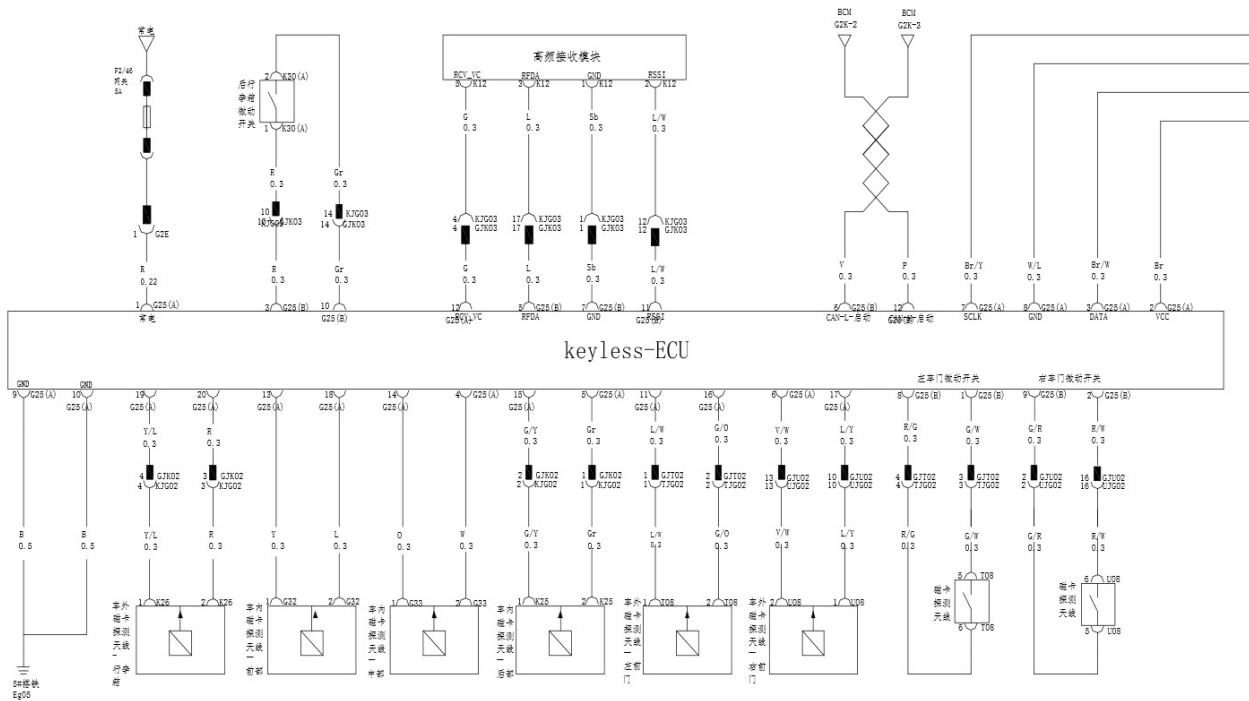 常电
F2/46
网关
5A
1 G2E
R
0.22
1 G25(A)
常电
后行
李箱
微动
开关
2 K30(A)
1 K30(A)
R
0.3
Gr
0.3
10 GJK03
KJG03
14 KJG03
14 GJK03
R
0.3
Gr
0.3
3 G25(B)
10
G25(B)
高频接收模块
RCV_VC
RFDA
GND
RSSI
K12
3 K12
1 K12
2 K12
G
0.3
L
0.3
Sb
0.3
L/W
0.3
4 KJG03
4 GJK03
17 KJG03
17 GJK03
1 KJG03
1 GJK03
12 KJG03
12 GJK03
G
0.3
L
0.3
Sb
0.3
L/W
0.3
12
G25(A)
RCV_VC
5 G25(B)
RFDA
7 G25(B)
GND
11
G25(B)
RSSI
BCM
G2K-2
BCM
G2K-3
V
0.3
P
0.3
6 G25(B)
CAN-L-启动
12
G25(B)
CAN-H-启动
Br/Y
0.3
W/L
0.3
Br/W
0.3
Br
0.3
7 G25(A)
SCLK
8 G25(A)
GND
3 G25(A)
DATA
2 G25(A)
VCC
keyless-ECU
左车门微动开关
右车门微动开关
GND
9 G25(A)
GND
10
G25(A)
19
G25(A)
20
G25(A)
13
G25(A)
18
G25(A)
14
G25(A)
4 G25(A)
15
G25(A)
5 G25(A)
11
G25(A)
16
G25(A)
6 G25(A)
17
G25(A)
8 G25(B)
1 G25(B)
9 G25(B)
2 G25(B)
Y/L
0.3
R
0.3
G/Y
0.3
Gr
0.3
L/W
0.3
G/O
0.3
V/W
0.3
L/Y
0.3
R/G
0.3
G/W
0.3
G/R
0.3
R/W
0.3
4 GJK02
4 KJG02
3 GJK02
3 KJG02
2 GJK02
2 KJG02
1 GJK02
1 KJG02
1 GJT02
1 TJG02
2 GJT02
2 TJG02
13 GJU02
13 UJG02
10 GJU02
10 UJG02
4 GJT02
4 TJG02
3 GJT02
3 TJG02
2 GJU02
2 UJG02
16 GJU02
16 UJG02
B
0.5
B
0.5
Y/L
0.3
R
0.3
Y
0.3
L
0.3
O
0.3
W
0.3
G/Y
0.3
Gr
0.3
L/W
0.3
G/O
0.3
V/W
0.3
L/Y
0.3
R/G
0.3
G/W
0.3
G/R
0.3
R/W
0.3
5#搭铁
Eg05
车外
磁卡
探测
天线
-
行李
箱
1 K26
2 K26
车内
磁卡
探测
天线
-
前部
1 G32
2 G32
车内
磁卡
探测
天线
-
中部
1 G33
2 G33
车内
磁卡
探测
天线
-
后部
1 K25
2 K25
车外
磁卡
探测
天线
-
左前
门
1 T08
2 T08
车外
磁卡
探测
天线
-
右前
门
2 U08
1 U08
磁卡
探测
天线
5 T08
6 T08
磁卡
探测
天线
6 U08
5 U08